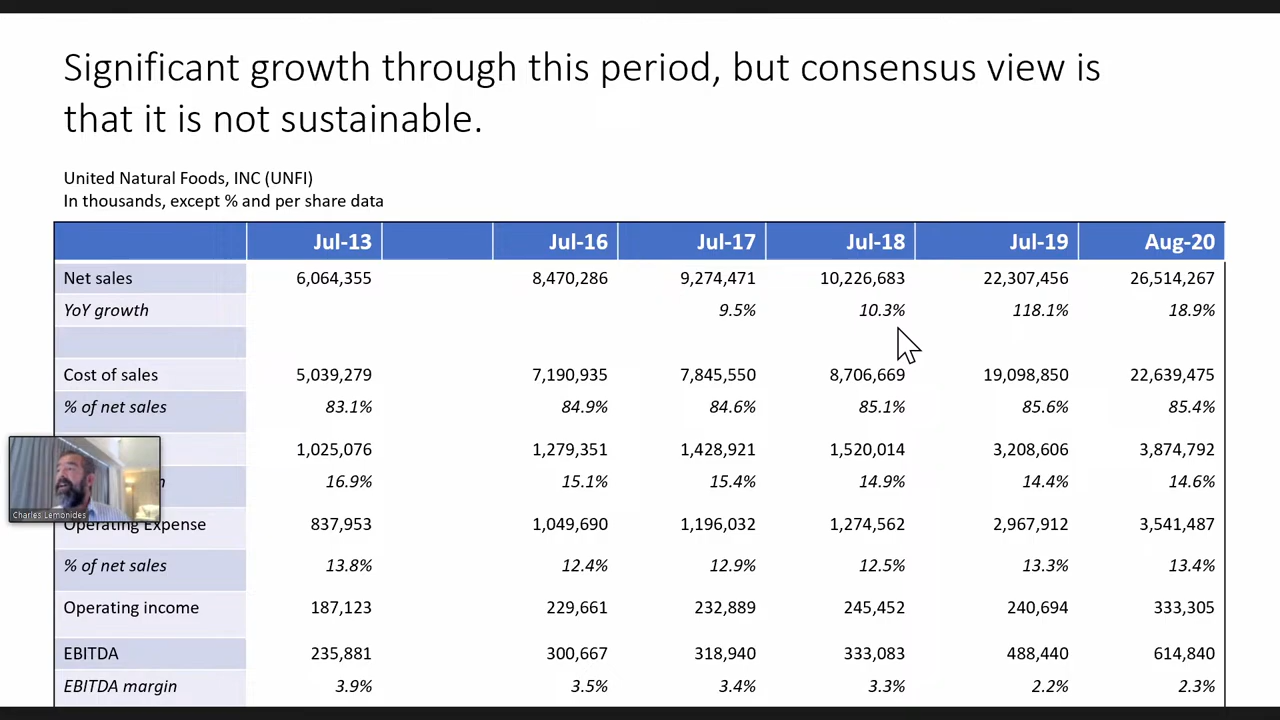 Significant growth through this period, but consensus view is
that it is not sustainable.
United Natural Foods, INC (UNFI)
In thousands, except % and per share data
Jul-13 Jul-16 Jul-17 Jul-18 Jul-19 Aug-20
Net sales 6,064,355 8,470,286 9,274,471 10,226,683 22,307,456 26,514,267
YoY growth 9.5% 10.3% 118.1% 18.9%
Cost of sales 5,039,279 7,190,935 7,845,550 8,706,669 19,098,850 22,639,475
% of net sales 83.1% 84.9% 84.6% 85.1% 85.6% 85.4%
1,025,076 1,279,351 1,428,921 1,520,014 3,208,606 3,874,792
16.9% 15.1% 15.4% 14.9% 14.4% 14.6%
Charles Lemonides
Operating Expense 837,953 1,049,690 1,196,032 1,274,562 2,967,912 3,541,487
% of net sales 13.8% 12.4% 12.9% 12.5% 13.3% 13.4%
Operating income 187,123 229,661 232,889 245,452 240,694 333,305
EBITDA 235,881 300,667 318,940 333,083 488,440 614,840
EBITDA margin 3.9% 3.5% 3.4% 3.3% 2.2% 2.3%